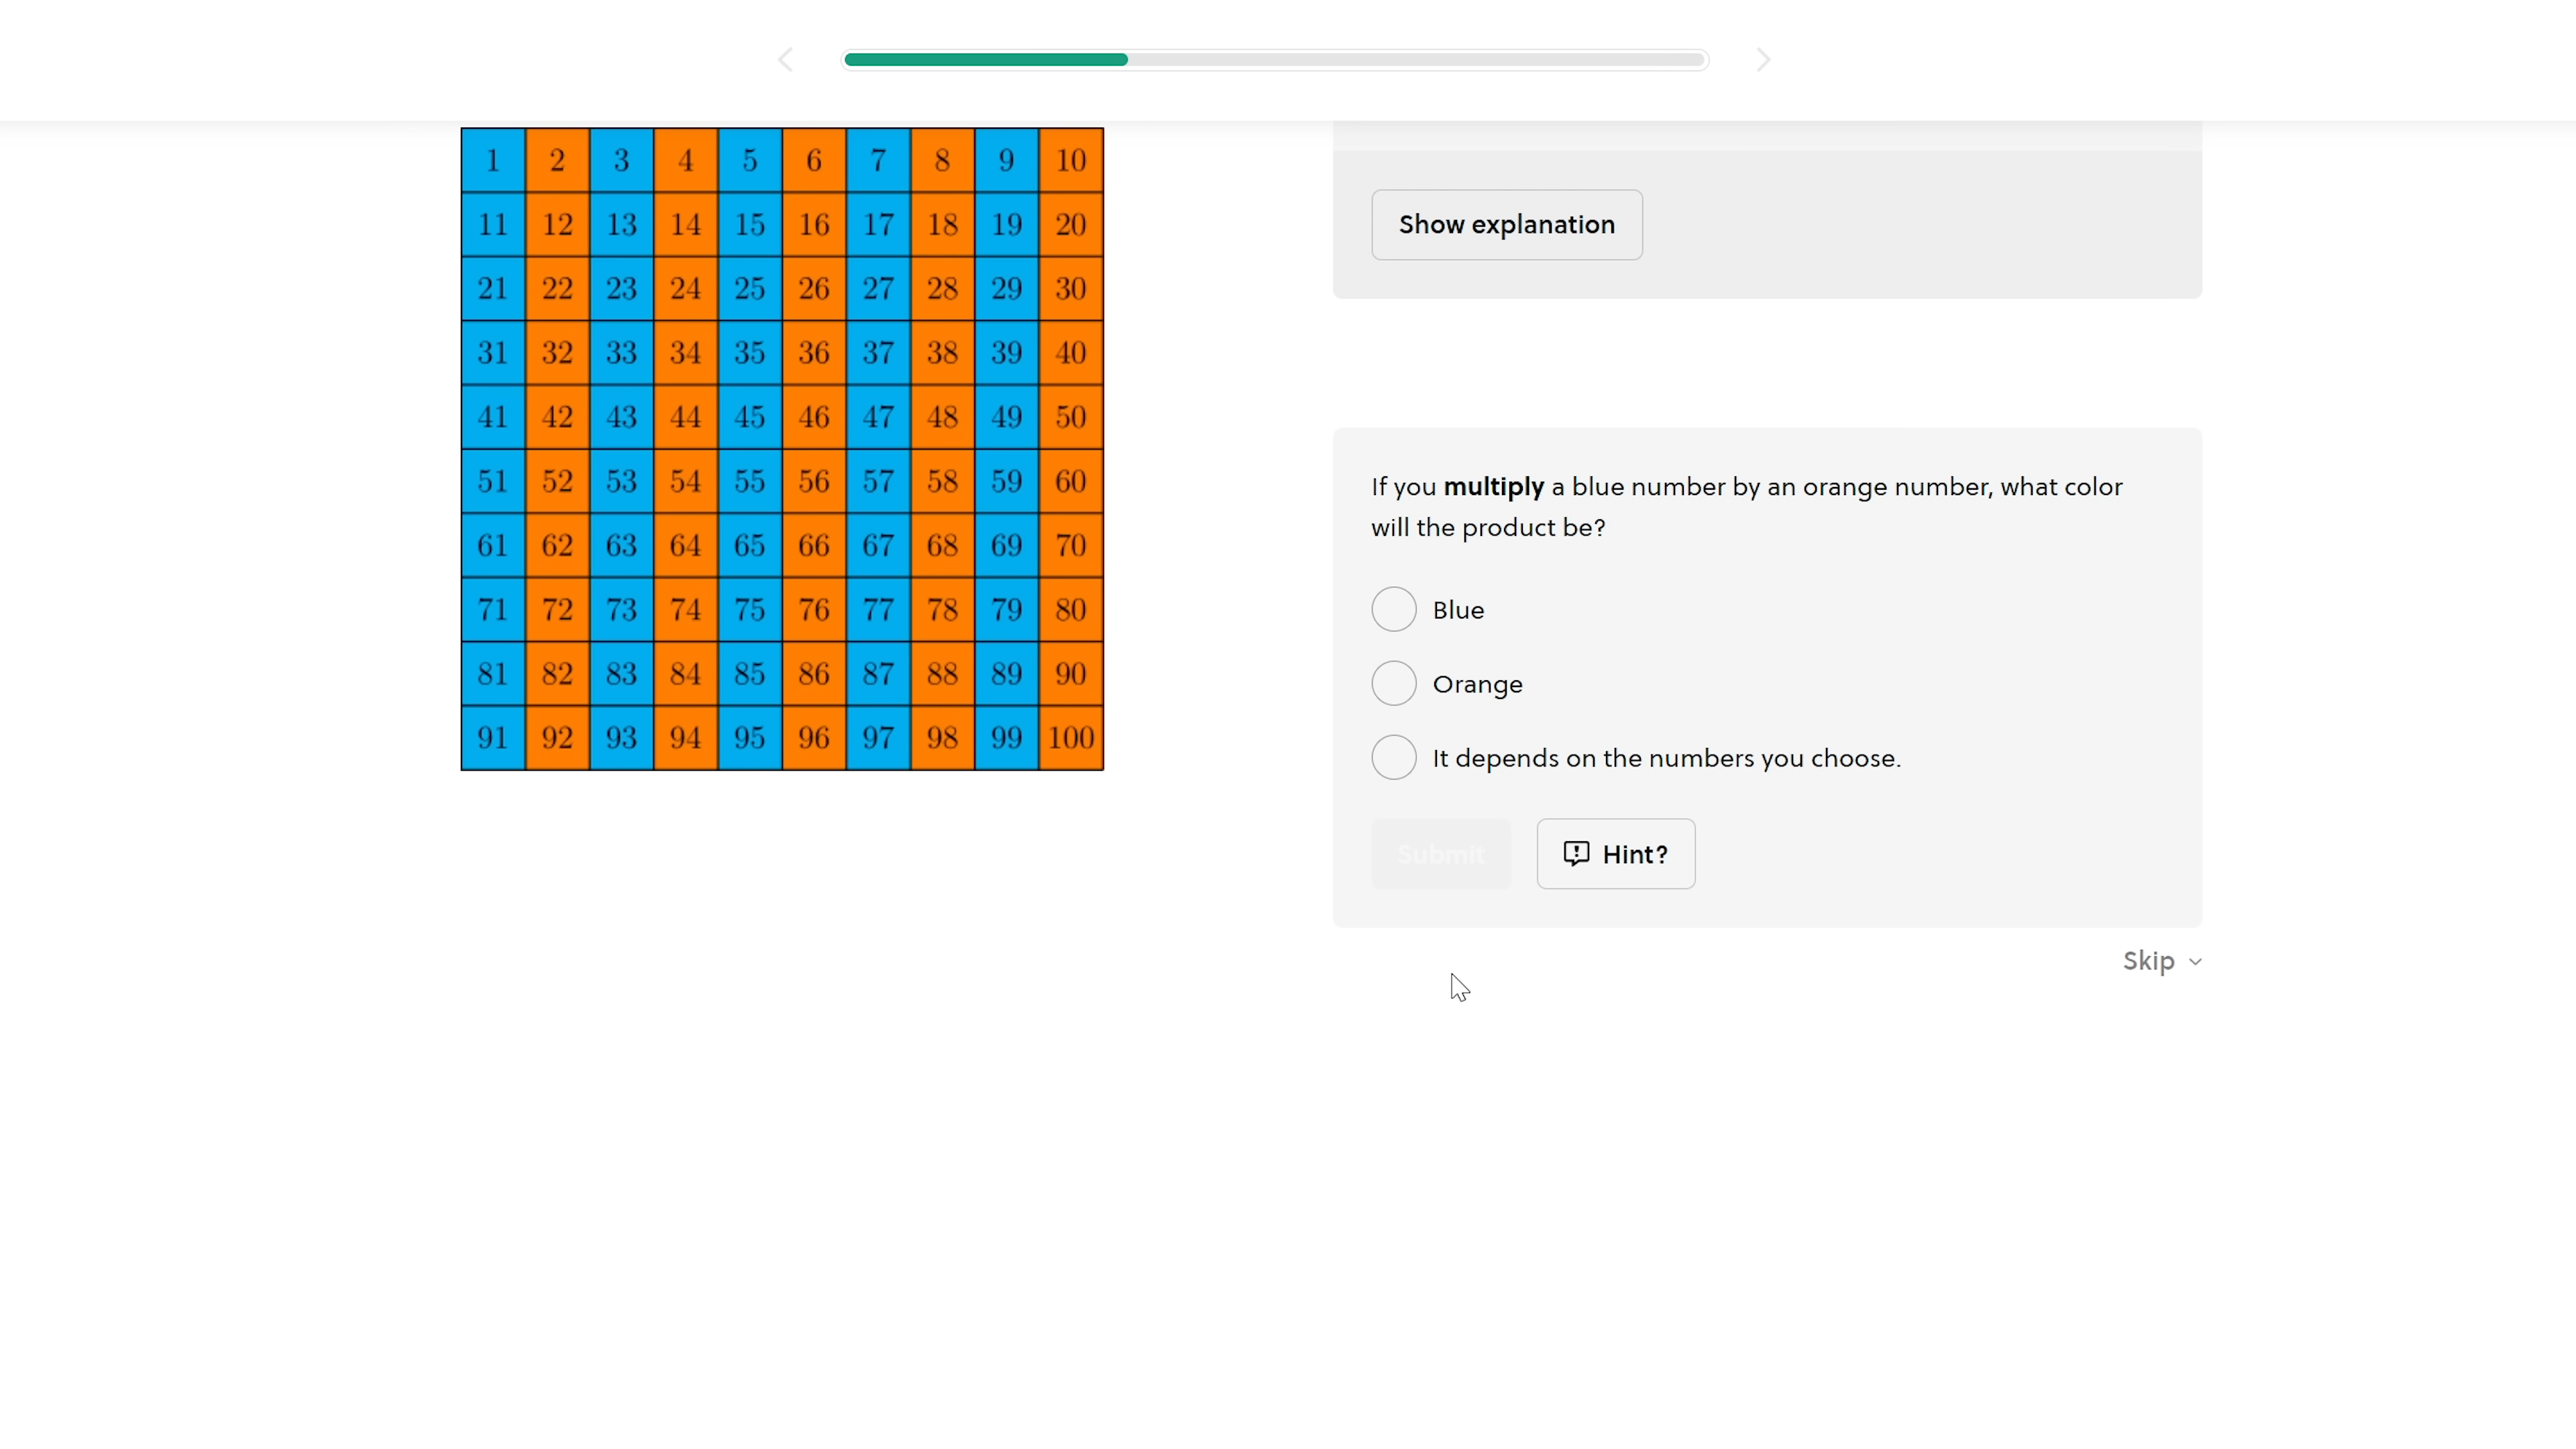 1 2 3 4 5 6 7 8 9 10
11 12 13 14 15 16 17 18 19 20
21 22 23 24 25 26 27 28 29 30
31 32 33 34 35 36 37 38 39 40
41 42 43 44 45 46 47 48 49 50
51 52 53 54 55 56 57 58 59 60
61 62 63 64 65 66 67 68 69 70
71 72 73 74 75 76 77 78 79 80
81 82 83 84 85 86 87 88 89 90
91 92 93 94 95 96 97 98 99 100
Show explanation
If you multiply a blue number by an orange number, what color
will the product be?
Blue
Orange
It depends on the numbers you choose.
Submit Hint?
Skip